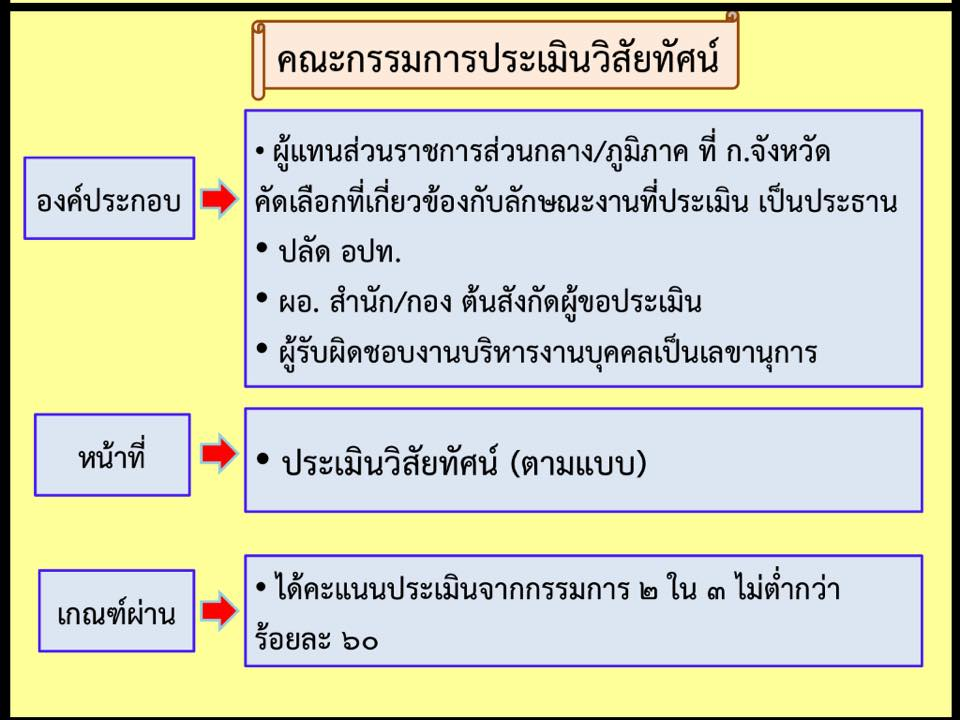 คณะกรรมการประเมินวิสัยทัศน์
องค์ประกอบ
• ผู้แทนส่วนราชการส่วนกลาง/ภูมิภาค ที่ ก.จังหวัด
คัดเลือกที่เกี่ยวข้องกับลักษณะงานที่ประเมิน เป็นประธาน
• ปลัด อปท.
• ผอ. สำนัก/กอง ต้นสังกัดผู้ขอประเมิน
• ผู้รับผิดชอบงานบริหารงานบุคคลเป็นเลขานุการ
หน้าที่
• ประเมินวิสัยทัศน์ (ตามแบบ)
เกณฑ์ผ่าน
• ได้คะแนนประเมินจากกรรมการ ๒ ใน ๓ ไม่ต่ำกว่า
ร้อยละ ๖๐